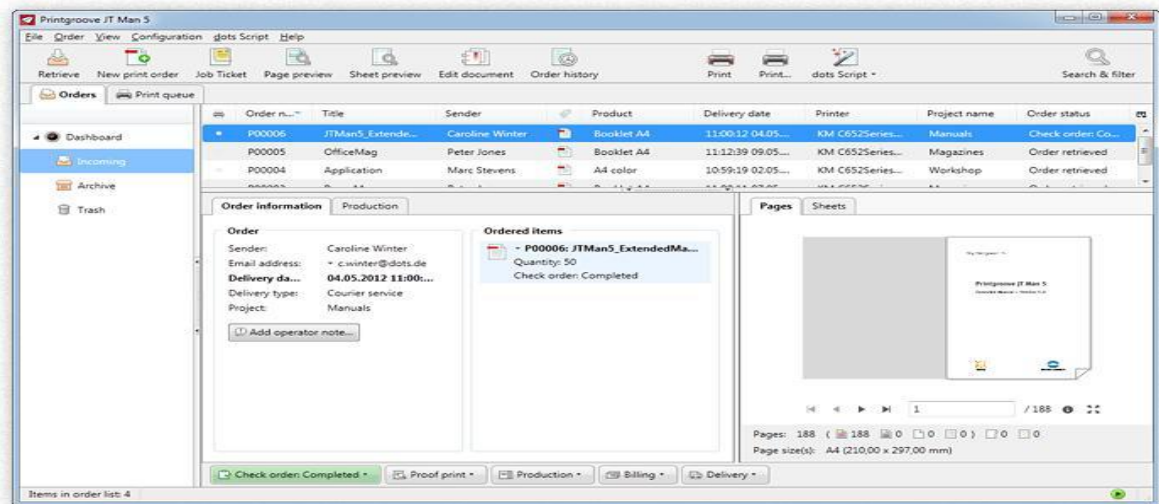 Printgroove JT Man 5
File Order View Configuration dots Script Help
Retrieve New print order Job Ticket Page preview Sheet preview Edit document Order history Print Print... dots Script Search & filter
Orders Print queue
Order n... Title Sender Product Delivery date Printer Project name Order status
Dashboard
P00006 JTMan5_Extende... Caroline Winter Booklet A4 11:00:12 04.05.... KM C652Series... Manuals Check order: Co...
P00005 OfficeMag Peter Jones Booklet A4 11:12:39 09.05.... KM C652Series... Magazines Order retrieved
Incoming
P00004 Application Marc Stevens A4 color 10:59:19 02.05.... KM C652Series... Workshop Order retrieved
Archive
Trash
Order information Production
Pages Sheets
Order
Sender: Caroline Winter
Email address: c.winter@dots.de
Delivery da... 04.05.2012 11:00:...
Delivery type: Courier service
Project: Manuals
Add operator note...
Ordered items
P00006: JTMan5_ExtendedMa...
Quantity: 50
Check order: Completed
Printgroove JT Man 5
1 / 188
Pages: 188 ( 188 0 0 0 ) 0 0
Page size(s): A4 (210,00 x 297,00 mm)
Check order: Completed Proof print Production Billing Delivery
Items in order list: 4